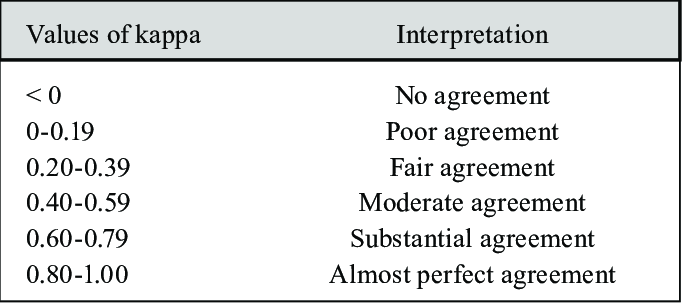 Values of kappa Interpretation
< 0 No agreement
0-0.19 Poor agreement
0.20-0.39 Fair agreement
0.40-0.59 Moderate agreement
0.60-0.79 Substantial agreement
0.80-1.00 Almost perfect agreement